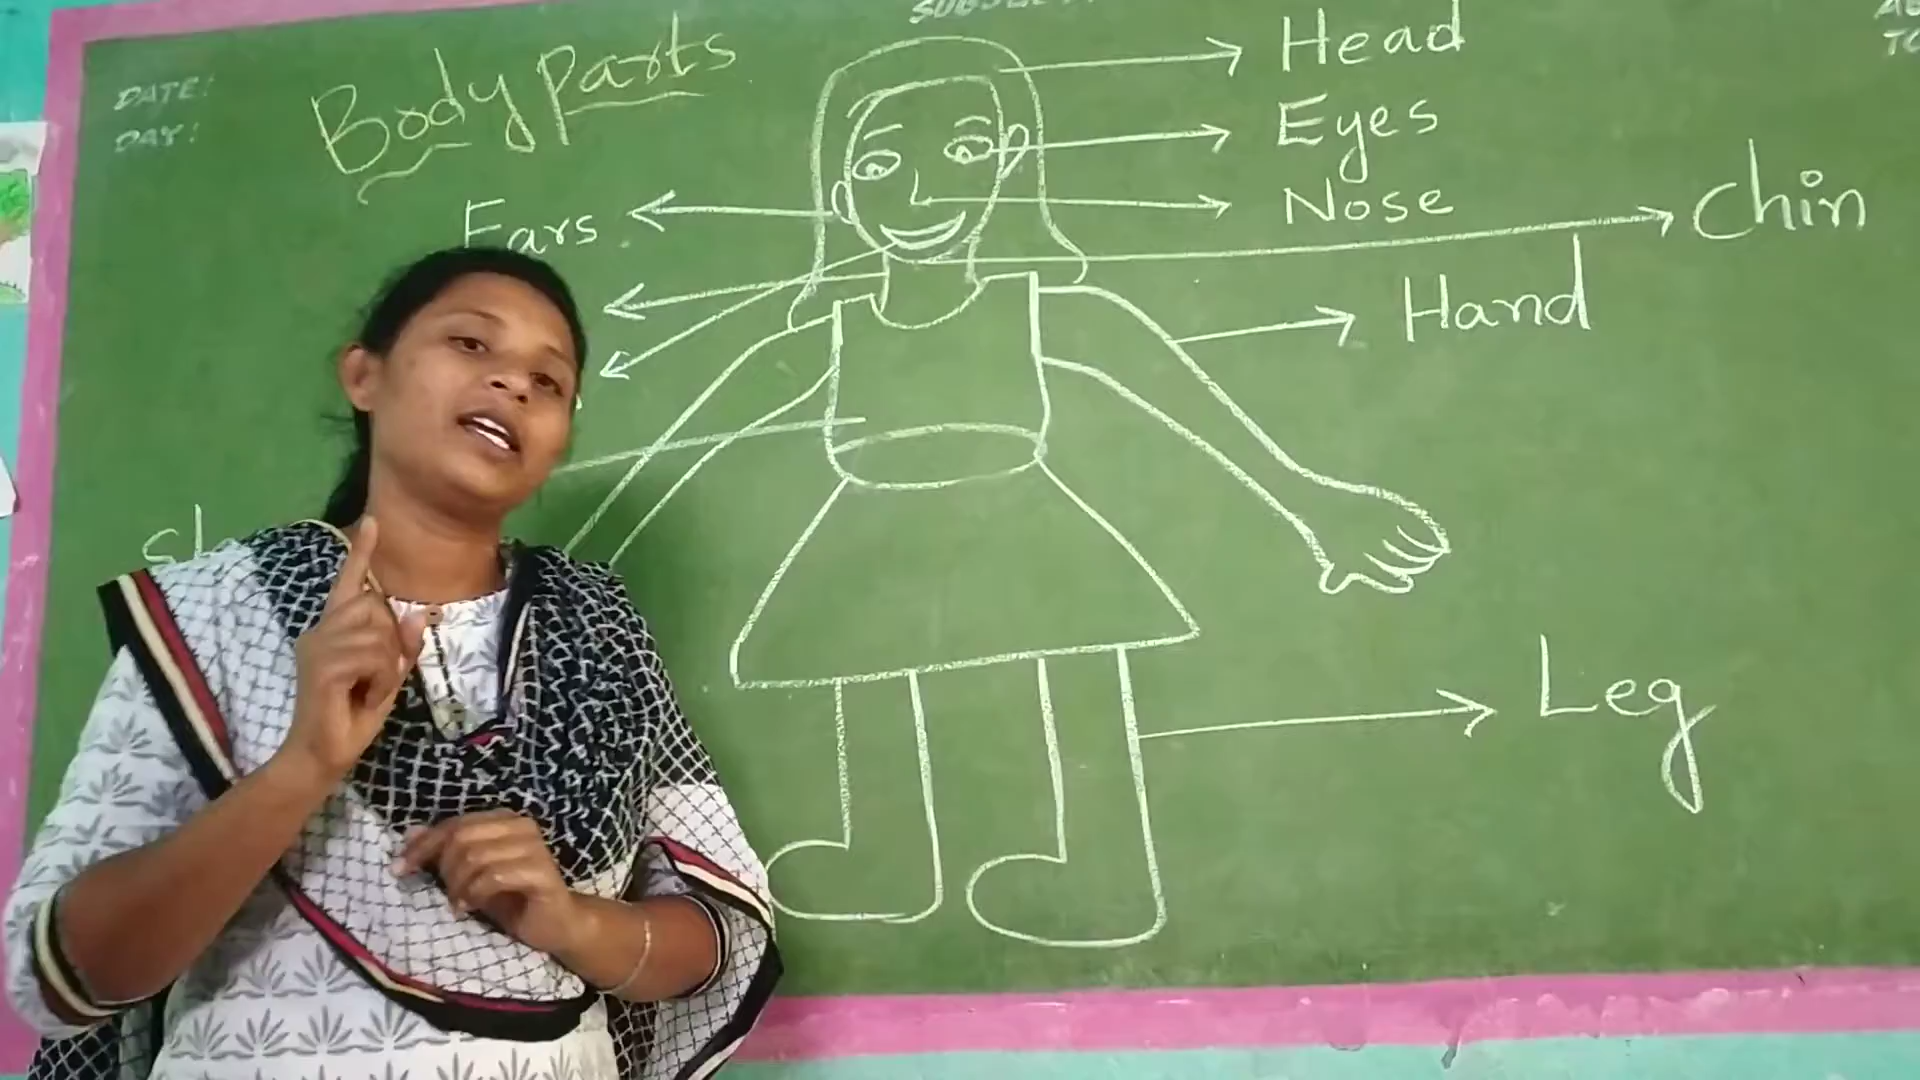 DATE:
DAY:
Body parts
Head
Eyes
Ears
Nose
Chin
Hand
Leg